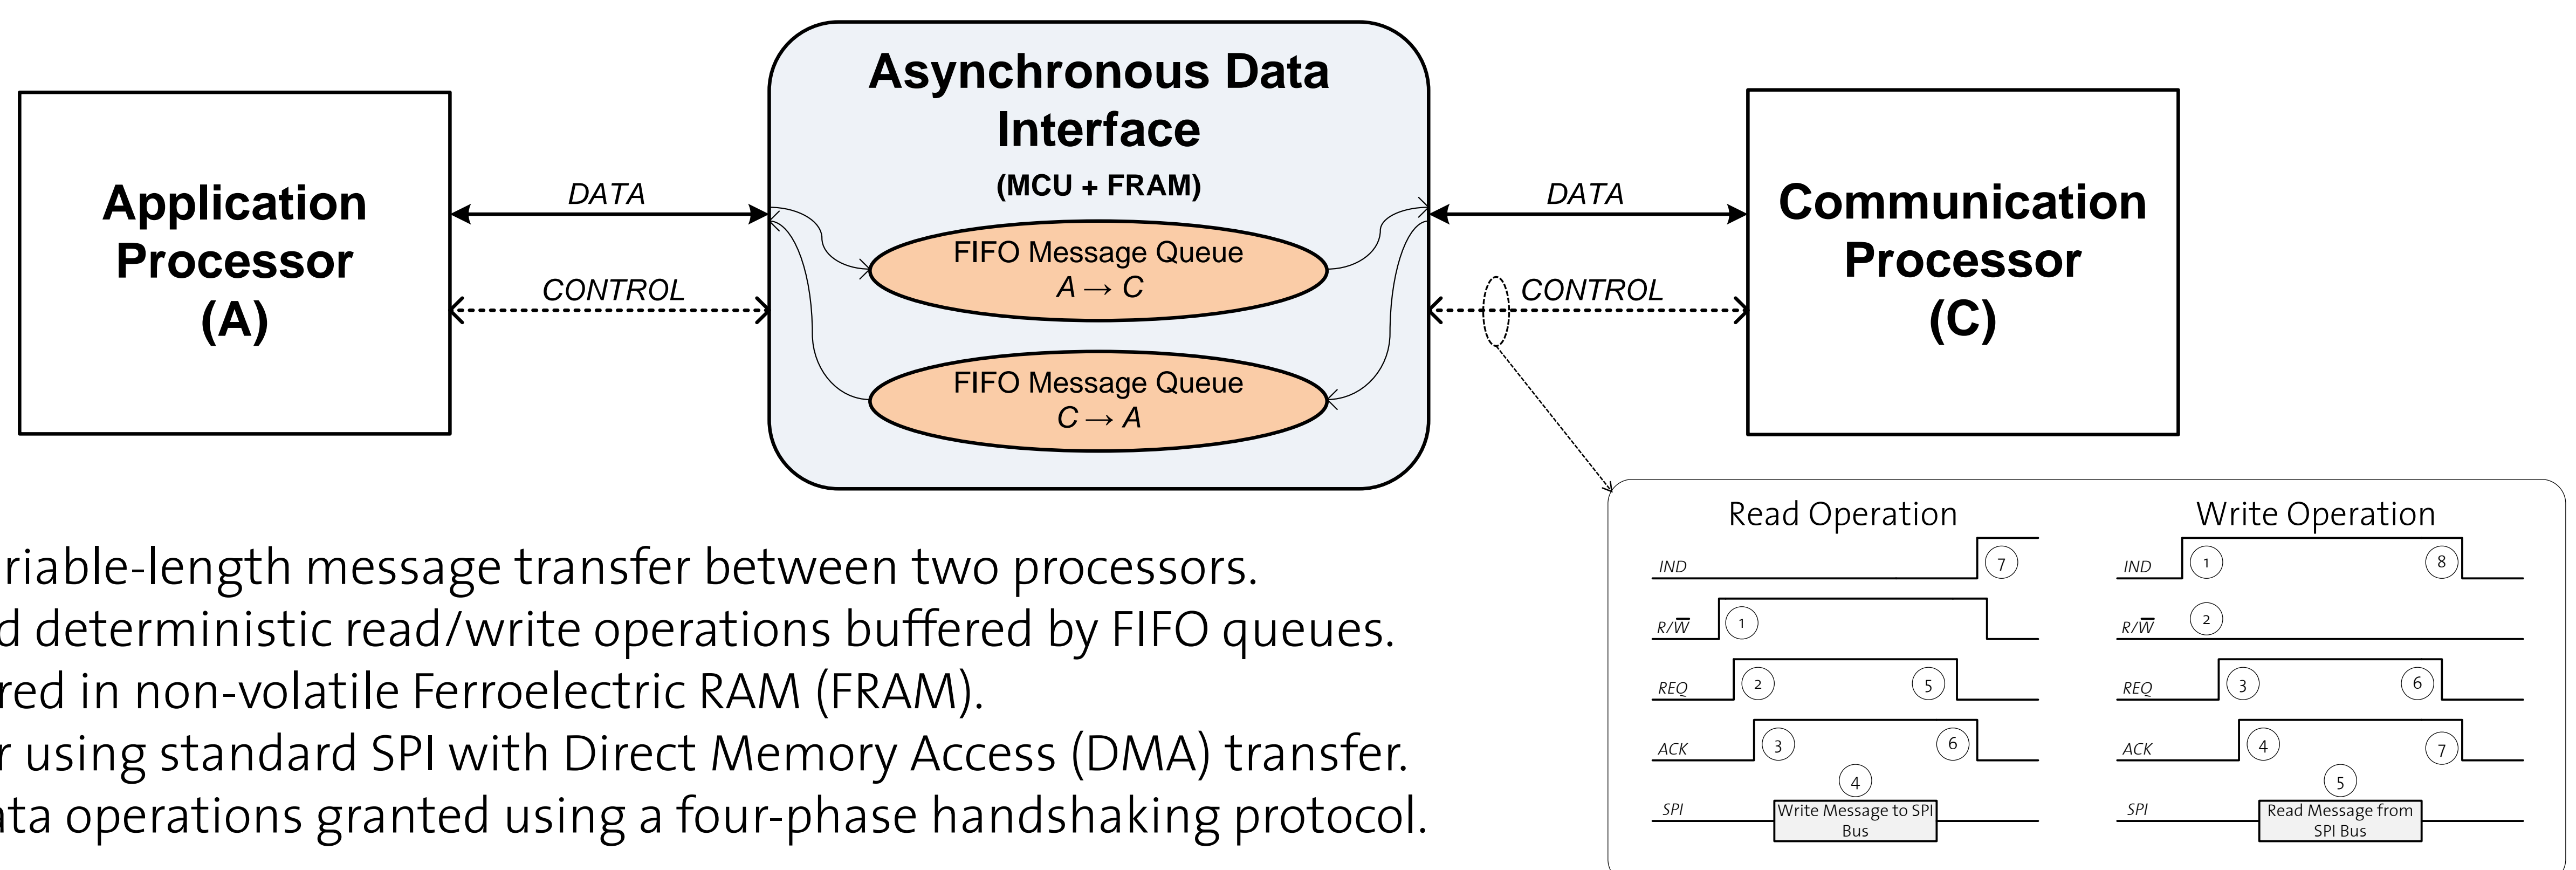 Asynchronous Data
Interface
(MCU + FRAM)
Application
Processor
(A)
DATA
CONTROL
FIFO Message Queue
A → C
FIFO Message Queue
C → A
DATA
CONTROL
Communication
Processor
(C)
riable-length message transfer between two processors.
d deterministic read/write operations buffered by FIFO queues.
red in non-volatile Ferroelectric RAM (FRAM).
r using standard SPI with Direct Memory Access (DMA) transfer.
ata operations granted using a four-phase handshaking protocol.
Read Operation
IND
7
R/W̅
1
REQ
2
5
ACK
3
6
4
SPI
Write Message to SPI
Bus
Write Operation
IND
1
8
R/W̅
2
REQ
3
6
ACK
4
7
5
SPI
Read Message from
SPI Bus